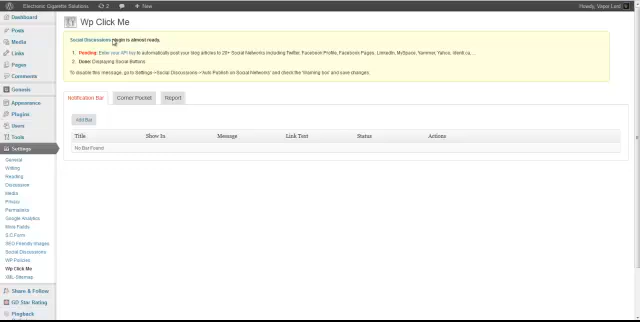 Electronic Cigarette Solutions 2 + New Howdy, Vapor Lord
Dashboard
Posts
Media
Links
Pages
Comments
Genesis
Appearance
Plugins
Users
Tools
Settings
General
Writing
Reading
Discussion
Media
Privacy
Permalinks
Google Analytics
More Fields
S.C Form
SEO Friendly Images
Social Discussions
WP Policies
Wp Click Me
XML-Sitemap
Share & Follow
GD Star Rating
Pingback
Wp Click Me
Social Discussions plugin is almost ready.
1. Pending: Enter your API key to automatically post your blog articles to 20+ Social Networks including Twitter, Facebook Profile, Facebook Pages, LinkedIn, MySpace, Yammer, Yahoo, Identi.ca, ...
2. Done: Displaying Social Buttons
To disable this message, go to Settings->Social Discussions->'Auto Publish on Social Networks' and check the 'Warning bar' and save changes.
Notification Bar Corner Pocket Report
Add Bar
Title Show In Message Link Text Status Actions
No Bar Found